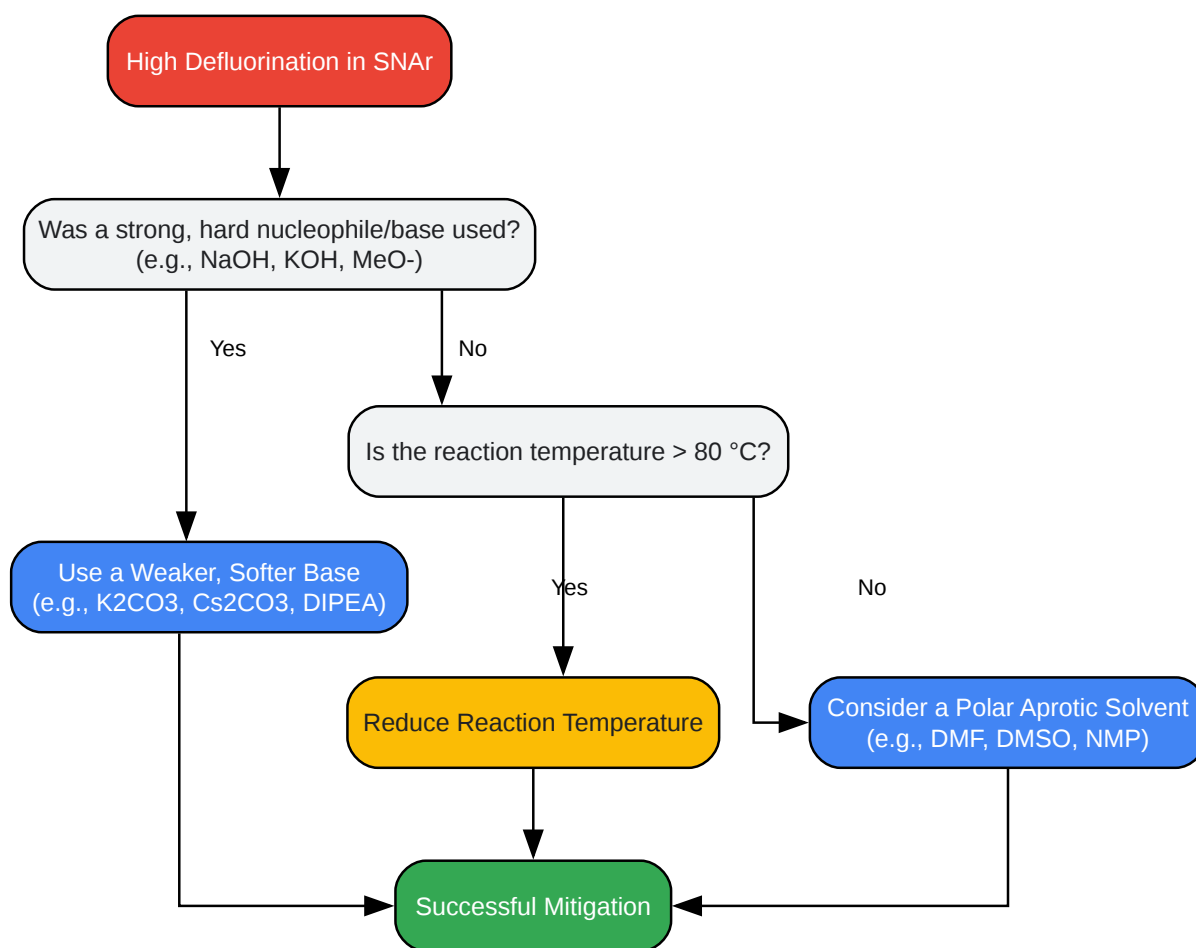 High Defluorination in SNAr
Was a strong, hard nucleophile/base used?
(e.g., NaOH, KOH, MeO-)
Yes
No
Is the reaction temperature > 80 °C?
Use a Weaker, Softer Base
(e.g., K2CO3, Cs2CO3, DIPEA)
Yes
No
Reduce Reaction Temperature
Consider a Polar Aprotic Solvent
(e.g., DMF, DMSO, NMP)
Successful Mitigation